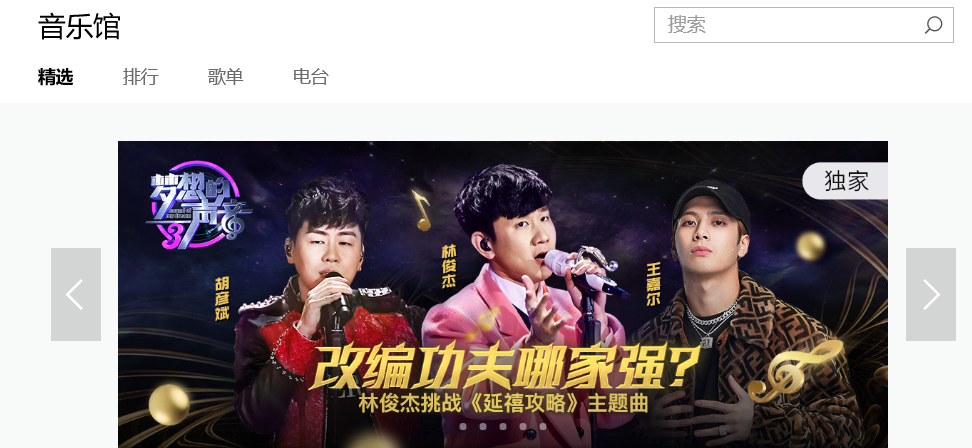 音乐馆
搜索
精选
排行
歌单
电台
梦想的声音
3
独家
胡彦斌
林俊杰
王嘉尔
改编功夫哪家强?
林俊杰挑战《延禧攻略》主题曲